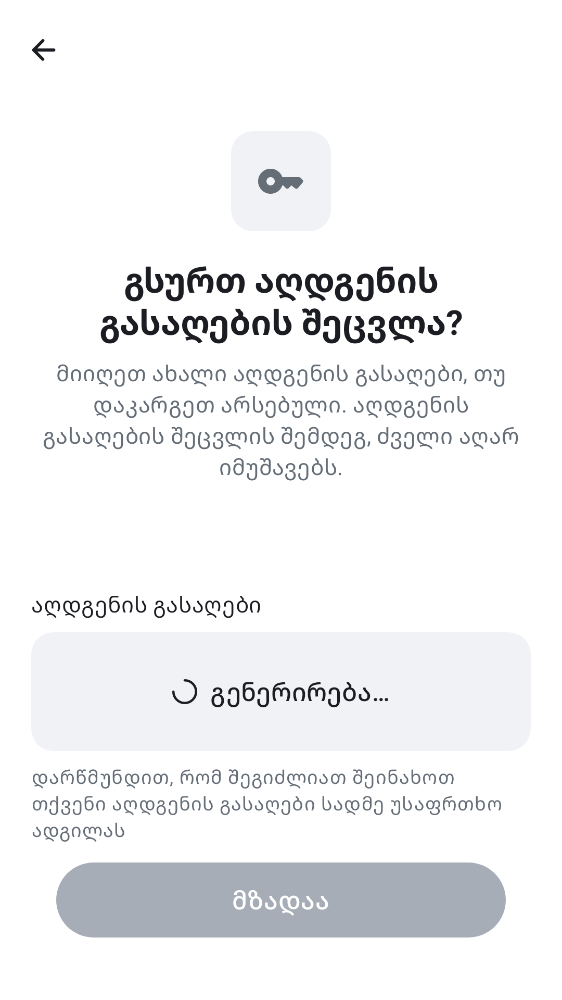 გსურთ აღდგენის
გასაღების შეცვლა?
მიიღეთ ახალი აღდგენის გასაღები, თუ
დაკარგეთ არსებული. აღდგენის
გასაღების შეცვლის შემდეგ, ძველი აღარ
იმუშავებს.
აღდგენის გასაღები
გენერირება…
დარწმუნდით, რომ შეგიძლიათ შეინახოთ
თქვენი აღდგენის გასაღები სადმე უსაფრთხო
ადგილას
მზადაა